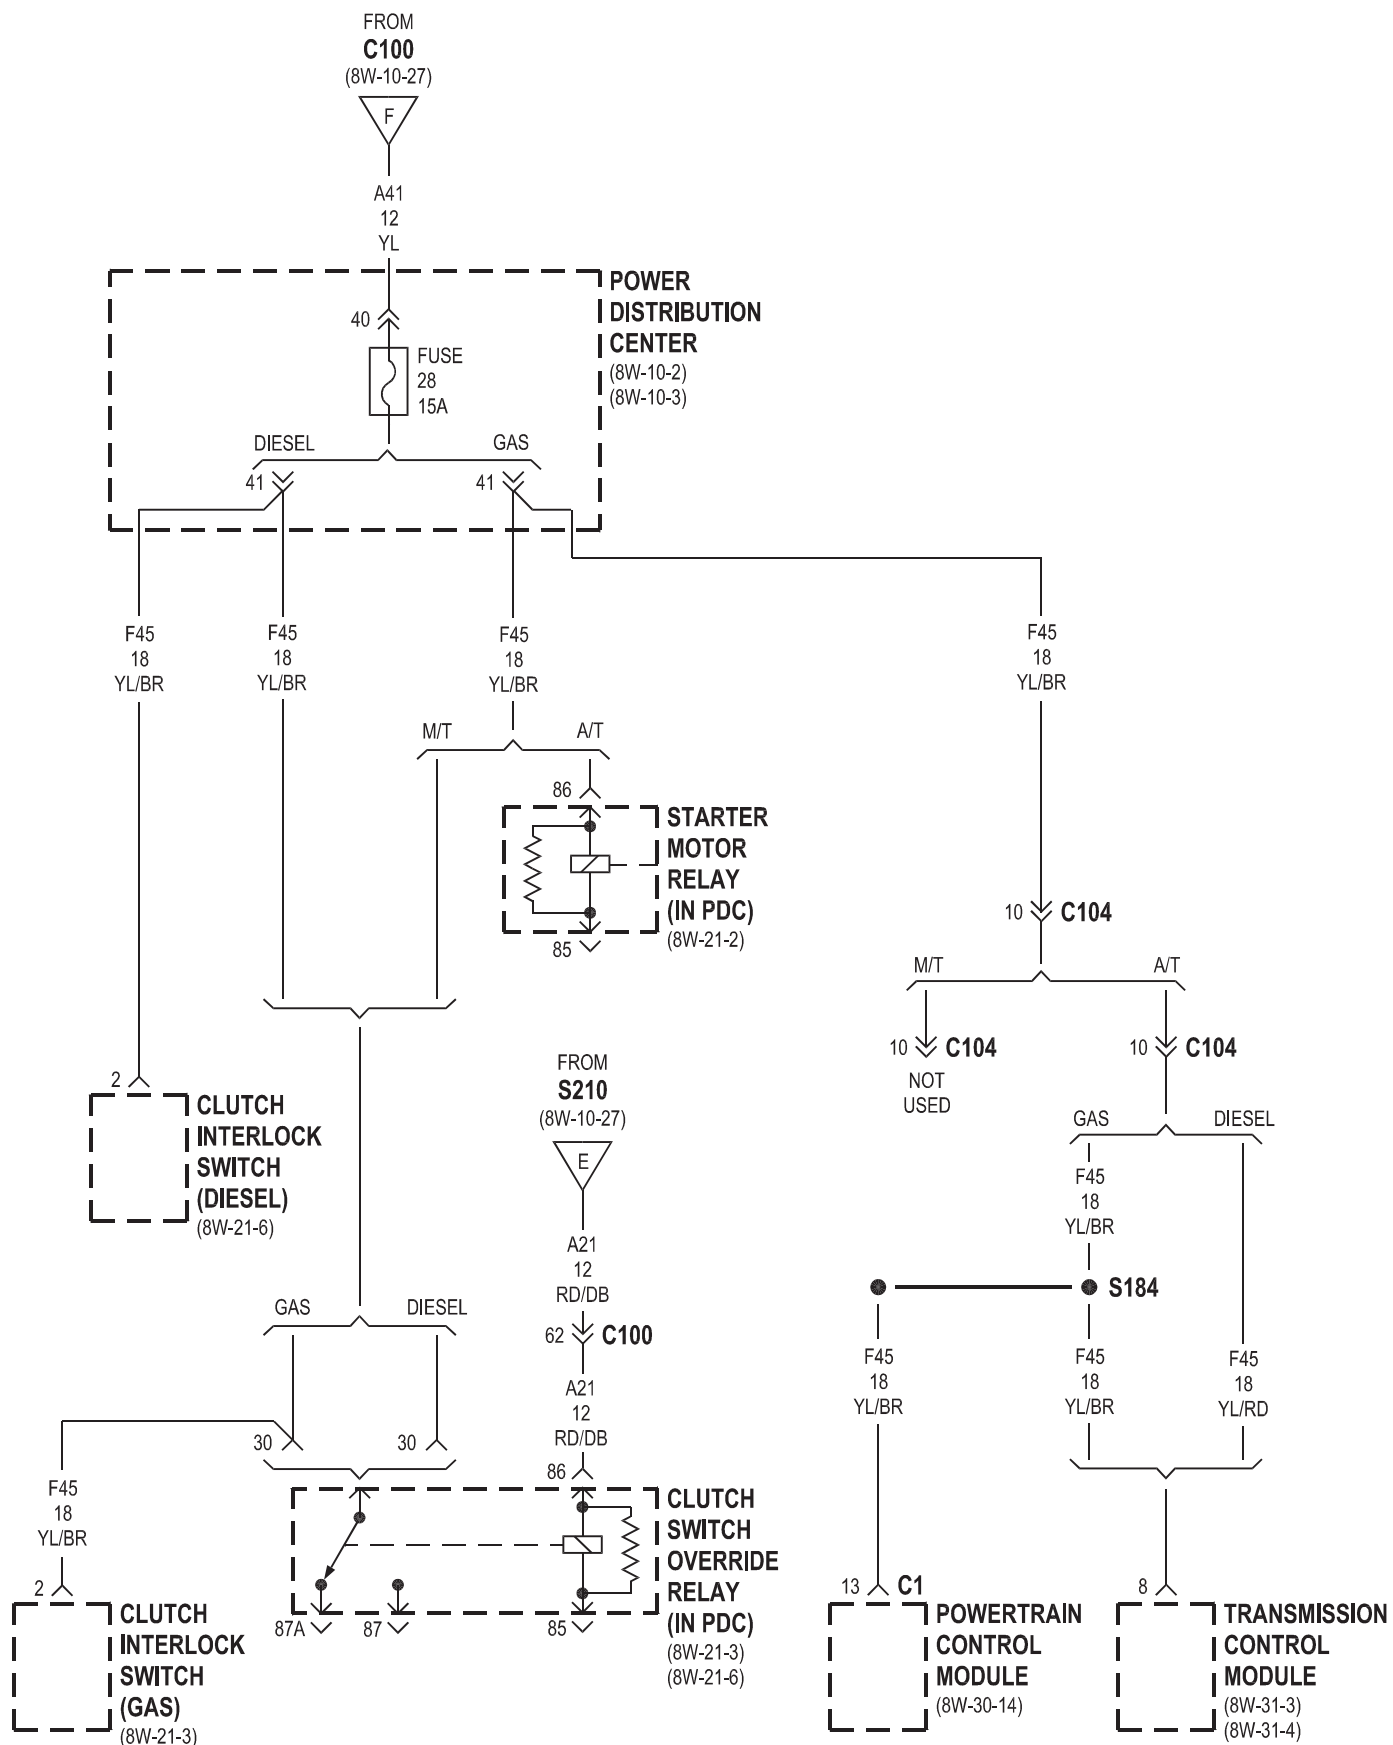 FROM
C100
(8W-10-27)
F
A41
12
YL
POWER
DISTRIBUTION
CENTER
(8W-10-2)
(8W-10-3)
40
FUSE
28
15A
DIESEL
GAS
41
41
F45
18
YL/BR
F45
18
YL/BR
F45
18
YL/BR
F45
18
YL/BR
M/T
A/T
86
STARTER
MOTOR
RELAY
(IN PDC)
(8W-21-2)
85
10
C104
M/T
A/T
10
C104
NOT
USED
10
C104
2
CLUTCH
INTERLOCK
SWITCH
(DIESEL)
(8W-21-6)
FROM
S210
(8W-10-27)
E
A21
12
RD/DB
62
C100
A21
12
RD/DB
GAS
DIESEL
F45
18
YL/BR
S184
F45
18
YL/BR
F45
18
YL/BR
F45
18
YL/RD
GAS
DIESEL
30
30
86
F45
18
YL/BR
2
CLUTCH
INTERLOCK
SWITCH
(GAS)
(8W-21-3)
87A
87
85
CLUTCH
SWITCH
OVERRIDE
RELAY
(IN PDC)
(8W-21-3)
(8W-21-6)
13
C1
POWERTRAIN
CONTROL
MODULE
(8W-30-14)
8
TRANSMISSION
CONTROL
MODULE
(8W-31-3)
(8W-31-4)